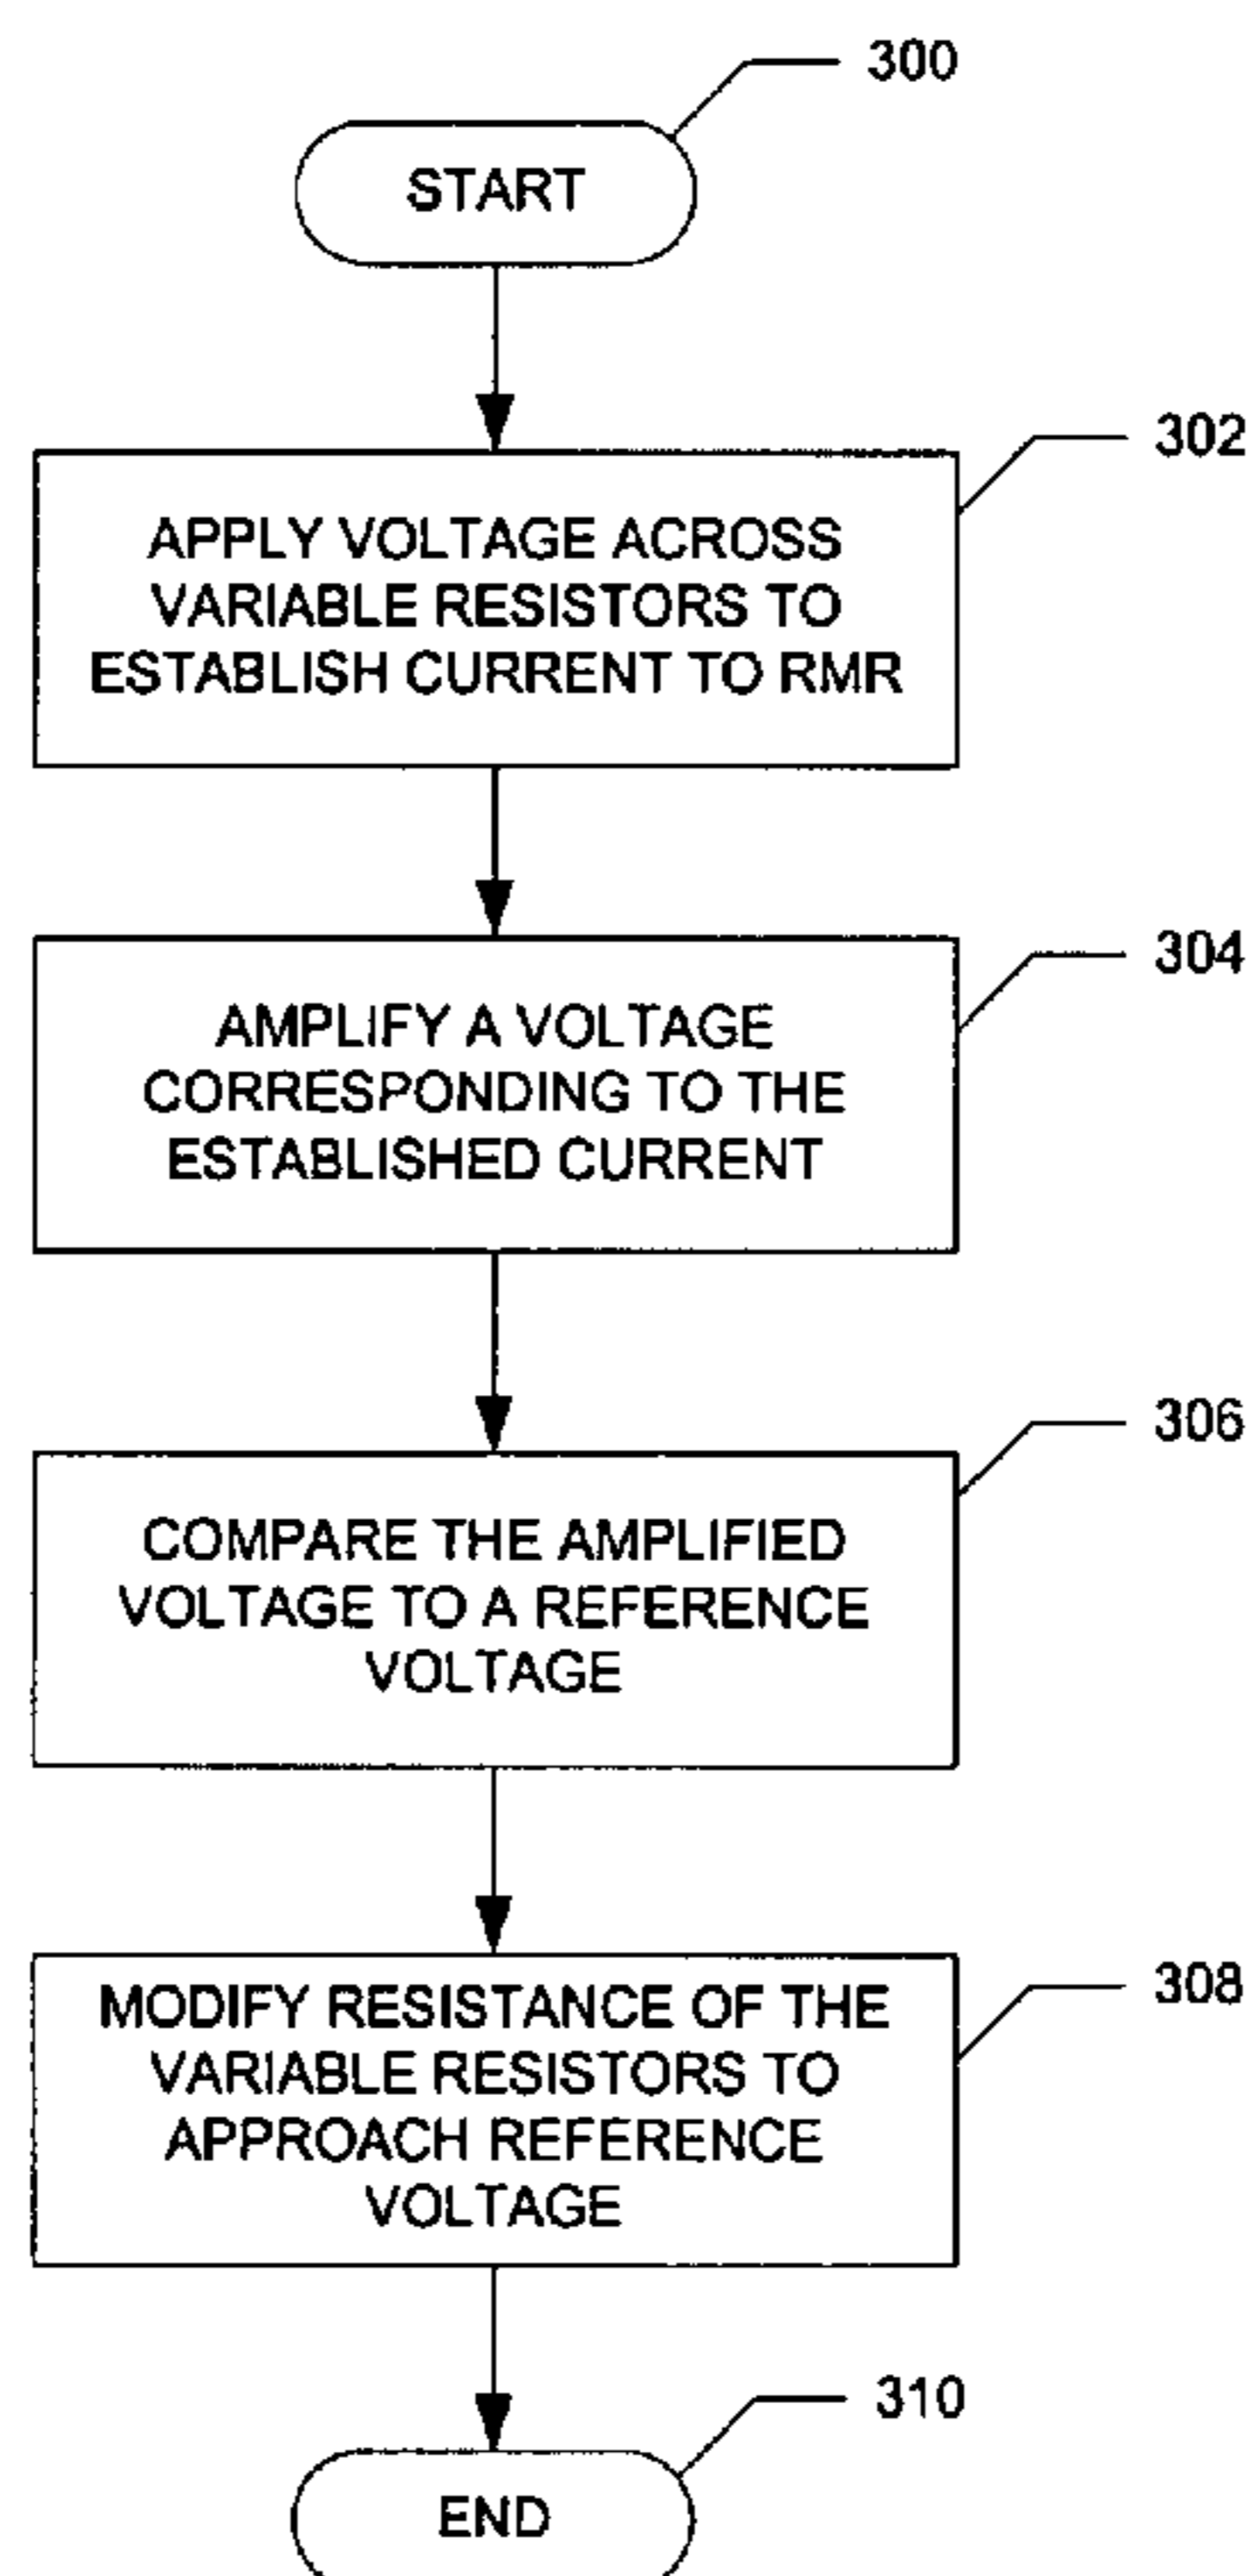 300
START
302
APPLY VOLTAGE ACROSS
VARIABLE RESISTORS TO
ESTABLISH CURRENT TO RMR
304
AMPLIFY A VOLTAGE
CORRESPONDING TO THE
ESTABLISHED CURRENT
306
COMPARE THE AMPLIFIED
VOLTAGE TO A REFERENCE
VOLTAGE
308
MODIFY RESISTANCE OF THE
VARIABLE RESISTORS TO
APPROACH REFERENCE
VOLTAGE
310
END